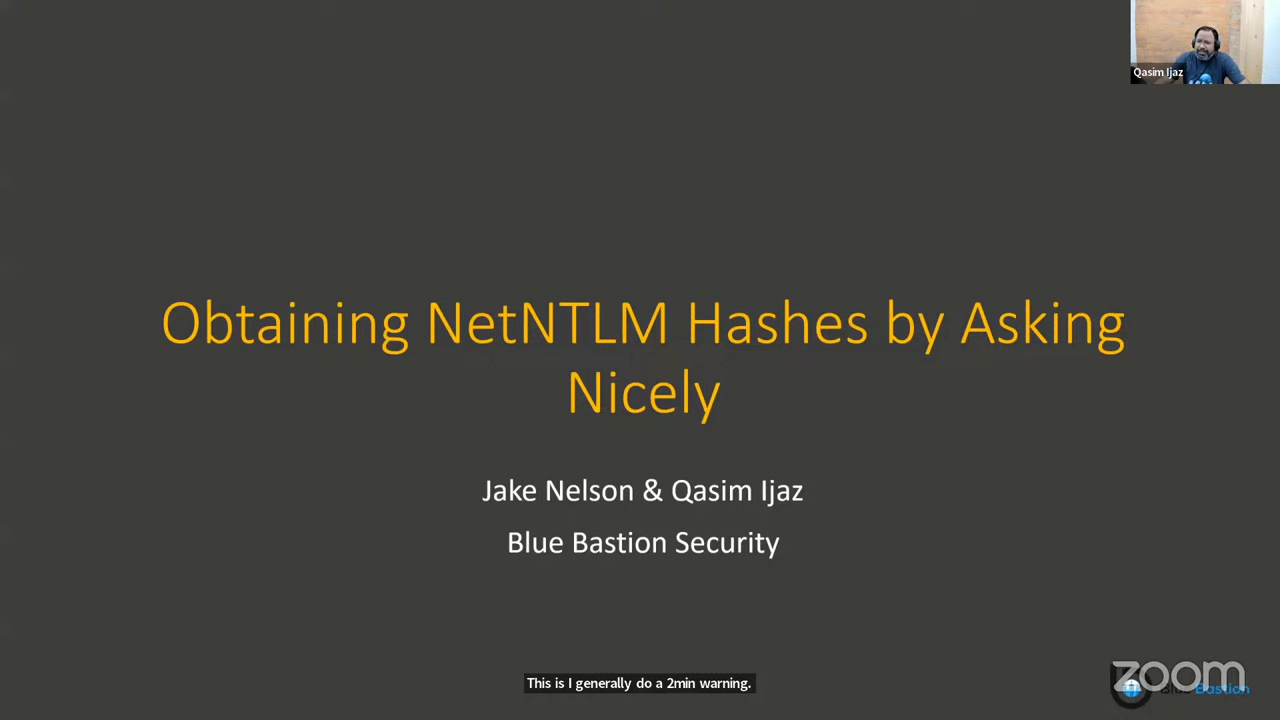 Qasim Ijaz
Obtaining NetNTLM Hashes by Asking
Nicely
Jake Nelson & Qasim Ijaz
Blue Bastion Security
This is I generally do a 2min warning.
zoom
Bastion